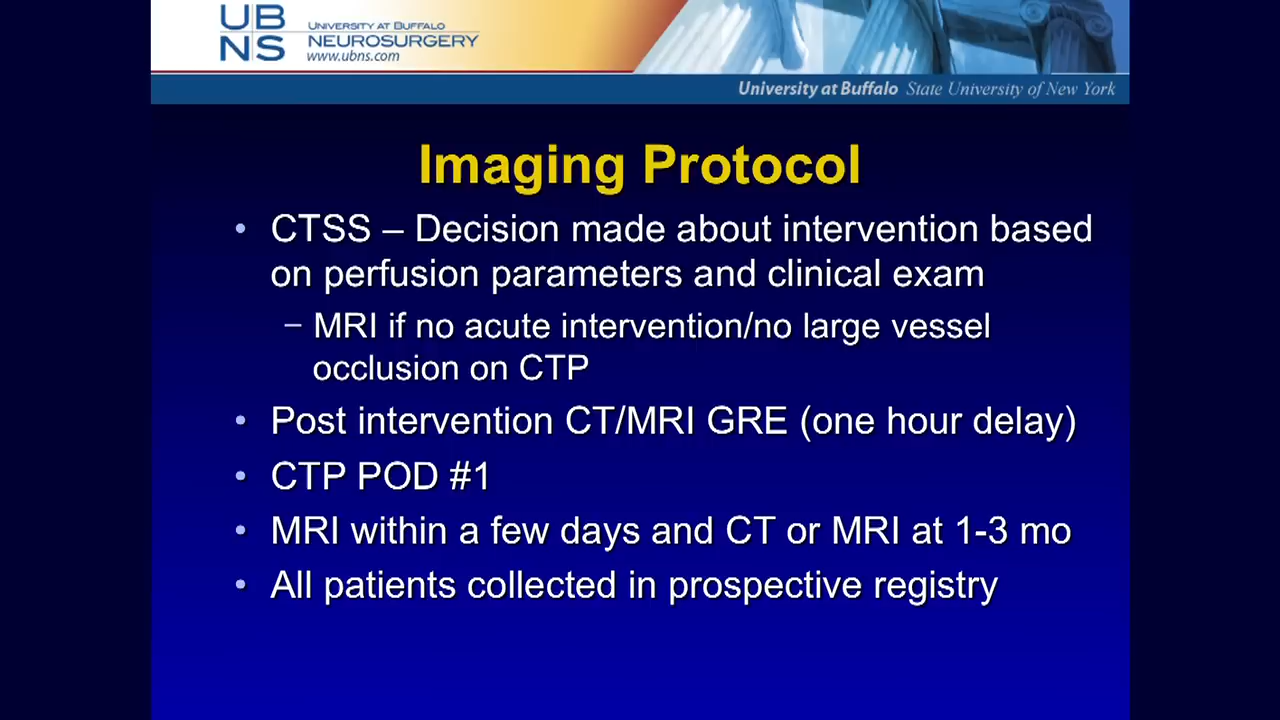 UB
NS
UNIVERSITY AT BUFFALO
NEUROSURGERY
www.ubns.com
University at Buffalo State University of New York
Imaging Protocol
• CTSS – Decision made about intervention based
on perfusion parameters and clinical exam
– MRI if no acute intervention/no large vessel
occlusion on CTP
• Post intervention CT/MRI GRE (one hour delay)
• CTP POD #1
• MRI within a few days and CT or MRI at 1-3 mo
• All patients collected in prospective registry